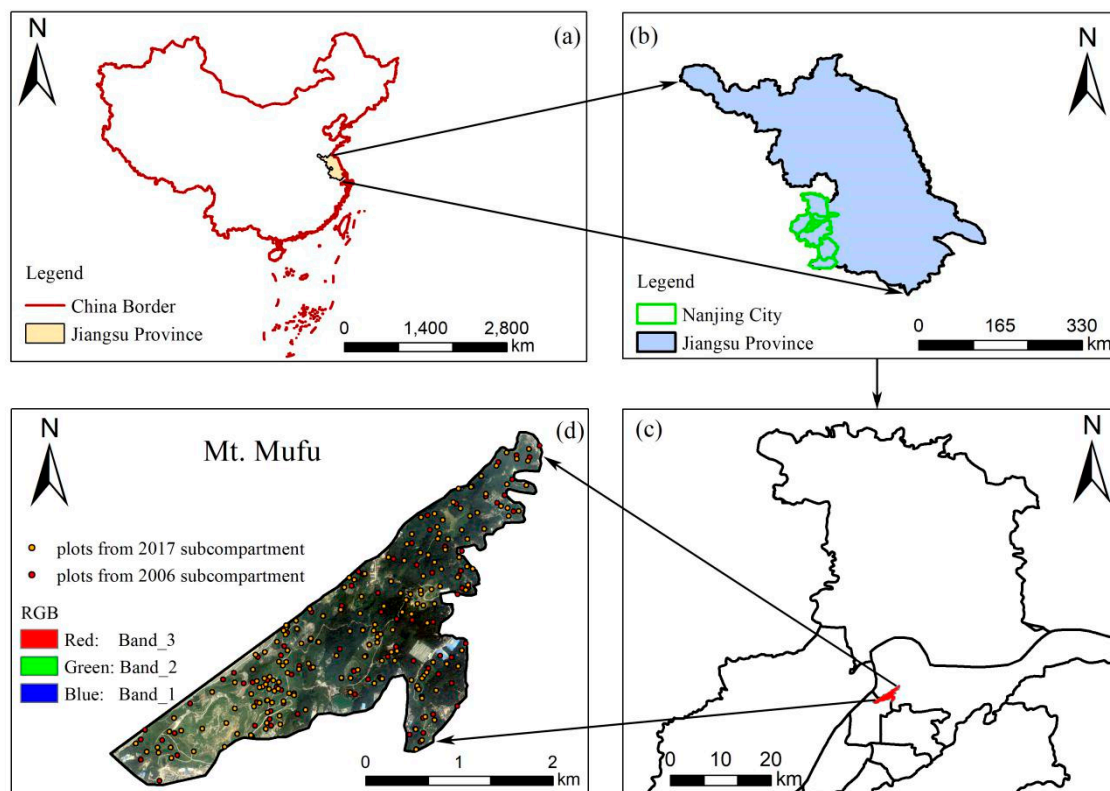 N
(a)
Legend
China Border
Jiangsu Province
0 1,400 2,800
km
(b)
N
Legend
Nanjing City
Jiangsu Province
0 165 330
km
N
Mt. Mufu
(d)
plots from 2017 subcompartment
plots from 2006 subcompartment
RGB
Red: Band_3
Green: Band_2
Blue: Band_1
0 1 2
km
(c)
N
0 10 20
km